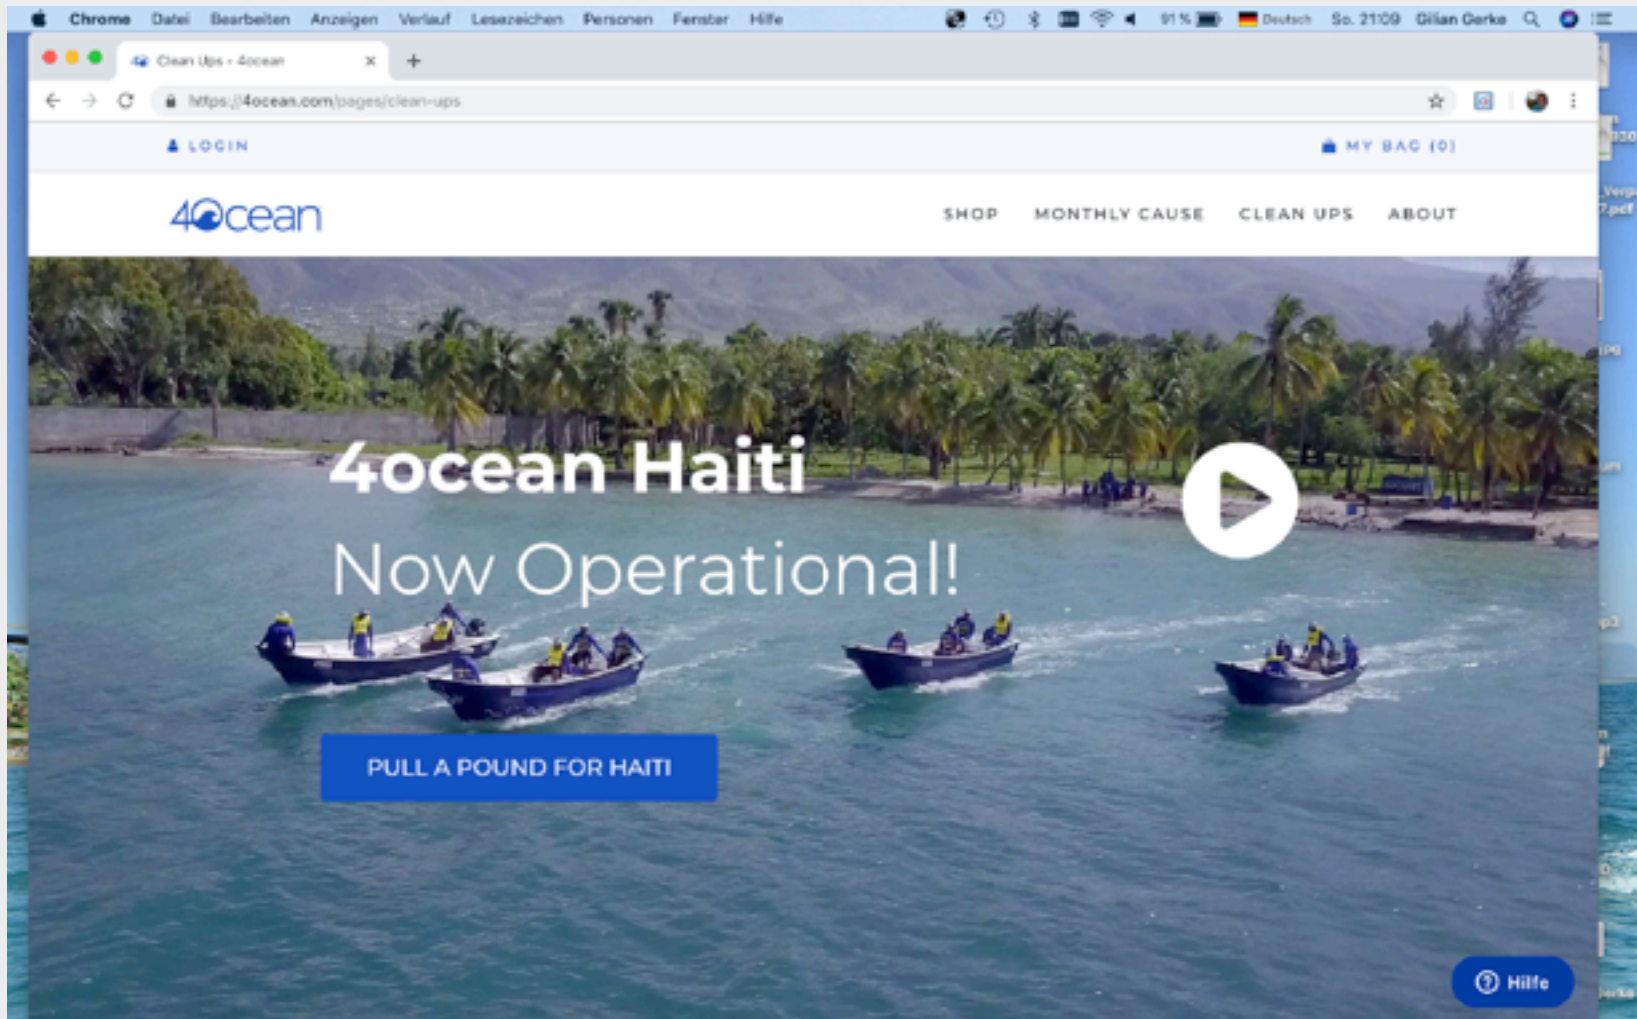 Chrome Datei Bearbeiten Anzeigen Verlauf Lesezeichen Personen Fenster Hilfe 91 % Deutsch So. 21:09 Gilian Gerke
Clean Ups - 4ocean
https://4ocean.com/pages/clean-ups
LOGIN MY BAG (0)
4Ocean SHOP MONTHLY CAUSE CLEAN UPS ABOUT
4ocean Haiti
Now Operational!
PULL A POUND FOR HAITI
Hilfe